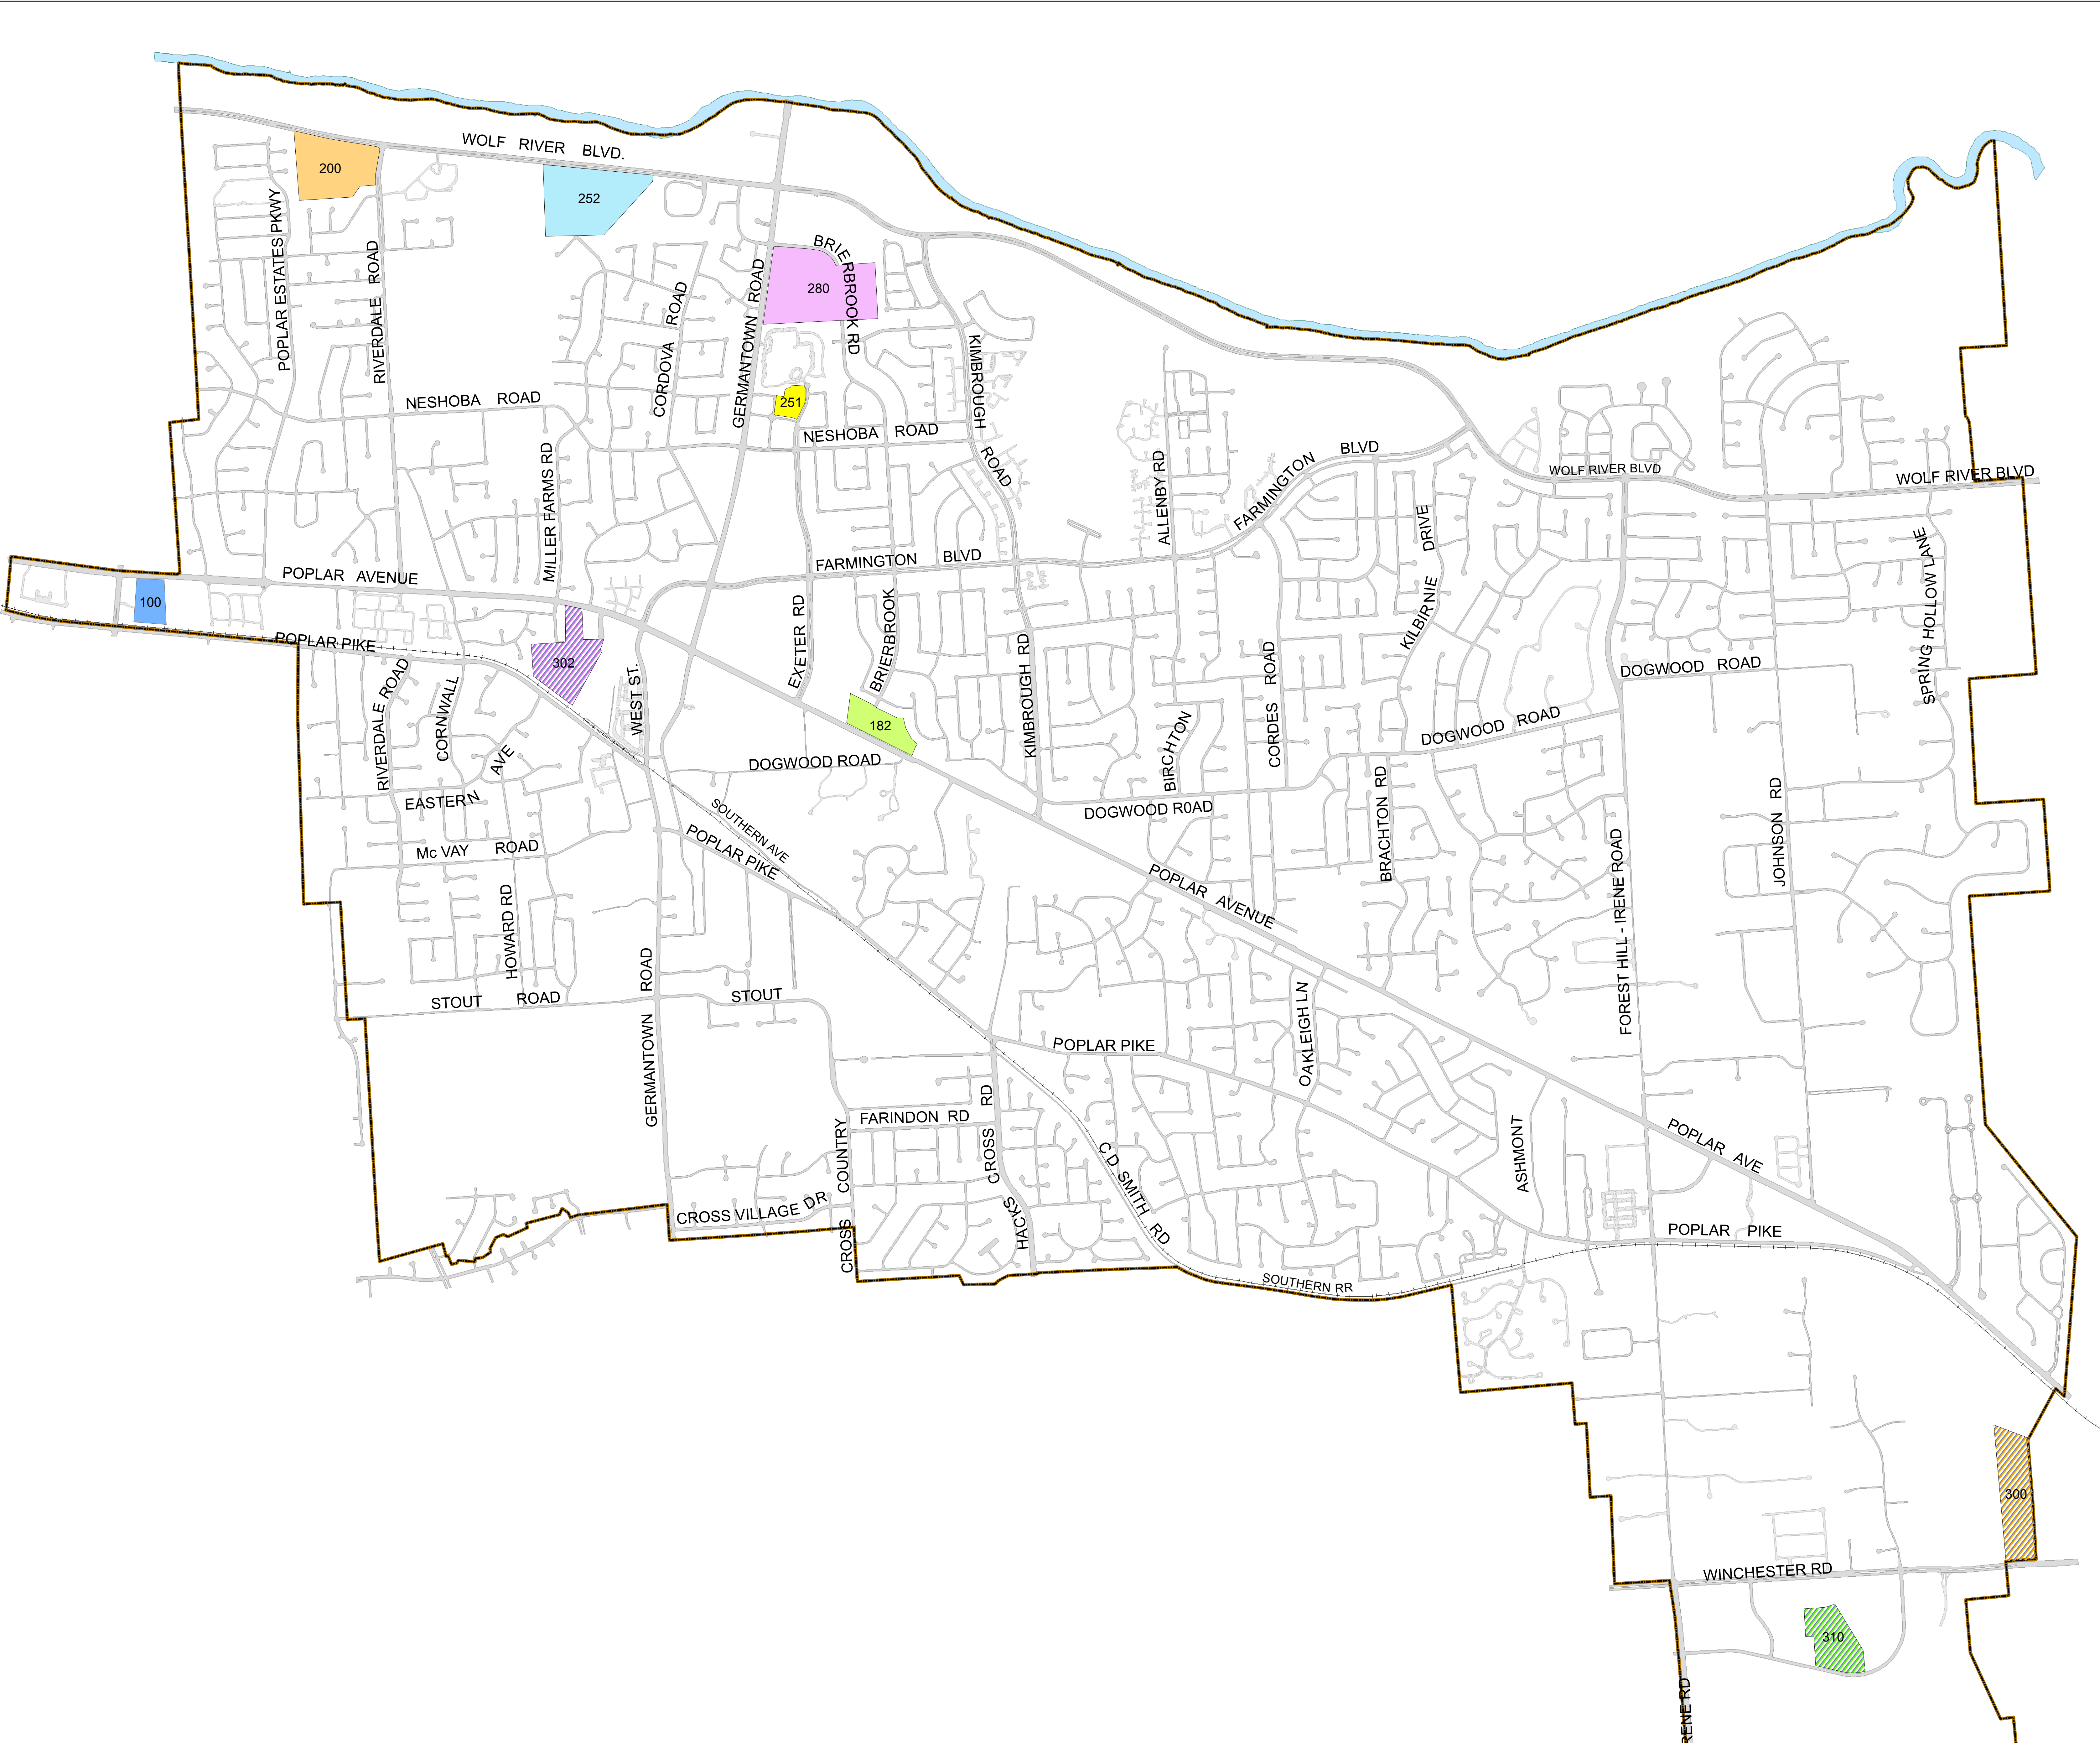 WOLF RIVER BLVD.
200
252
POPLAR ESTATES PKWY
RIVERDALE ROAD
BRIERBROOK RD
280
CORDOVA ROAD
GERMANTOWN ROAD
KIMBROUGH ROAD
251
NESHOBA ROAD
NESHOBA ROAD
MILLER FARMS RD
ALLENBY RD
FARMINGTON BLVD
WOLF RIVER BLVD
WOLF RIVER BLVD
KILBIRNIE DRIVE
SPRING HOLLOW LANE
FARMINGTON BLVD
POPLAR AVENUE
100
POPLAR PIKE
302
WEST ST.
EXETER RD
BRIERBROOK
KIMBROUGH RD
CORDES ROAD
DOGWOOD ROAD
RIVERDALE ROAD
CORNWALL
182
BIRCHTON
DOGWOOD ROAD
DOGWOOD ROAD
EASTERN AVE
DOGWOOD R0AD
BRACHTON RD
JOHNSON RD
SOUTHERN AVE
POPLAR PIKE
Mc VAY ROAD
HOWARD RD
POPLAR AVENUE
FOREST HILL - IRENE ROAD
STOUT ROAD
STOUT
GERMANTOWN ROAD
OAKLEIGH LN
POPLAR PIKE
FARINDON RD
CROSS COUNTRY
HACKS CROSS RD
C D SMITH RD
ASHMONT
POPLAR AVE
CROSS VILLAGE DR
POPLAR PIKE
SOUTHERN RR
300
WINCHESTER RD
310
RENE RD